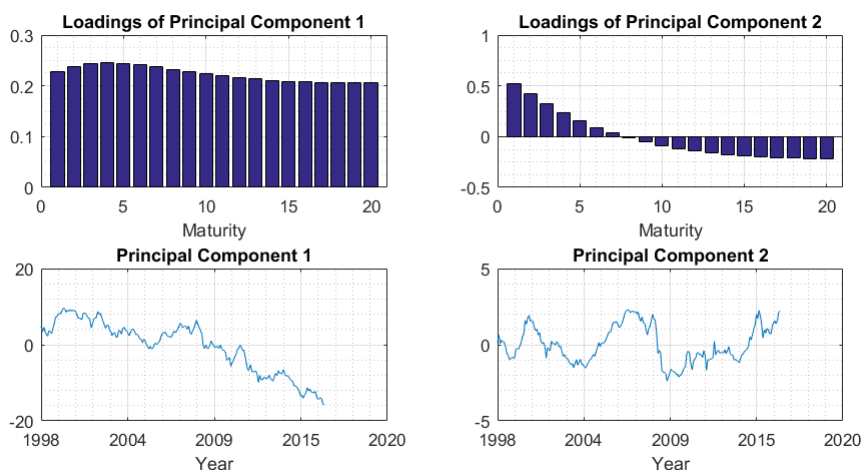 Loadings of Principal Component 1
0.3
0.2
0.1
0
0 5 10 15 20
Maturity
Loadings of Principal Component 2
1
0.5
0
-0.5
0 5 10 15 20
Maturity
Principal Component 1
20
0
-20
1998 2004 2009 2015 2020
Year
Principal Component 2
5
0
-5
1998 2004 2009 2015 2020
Year